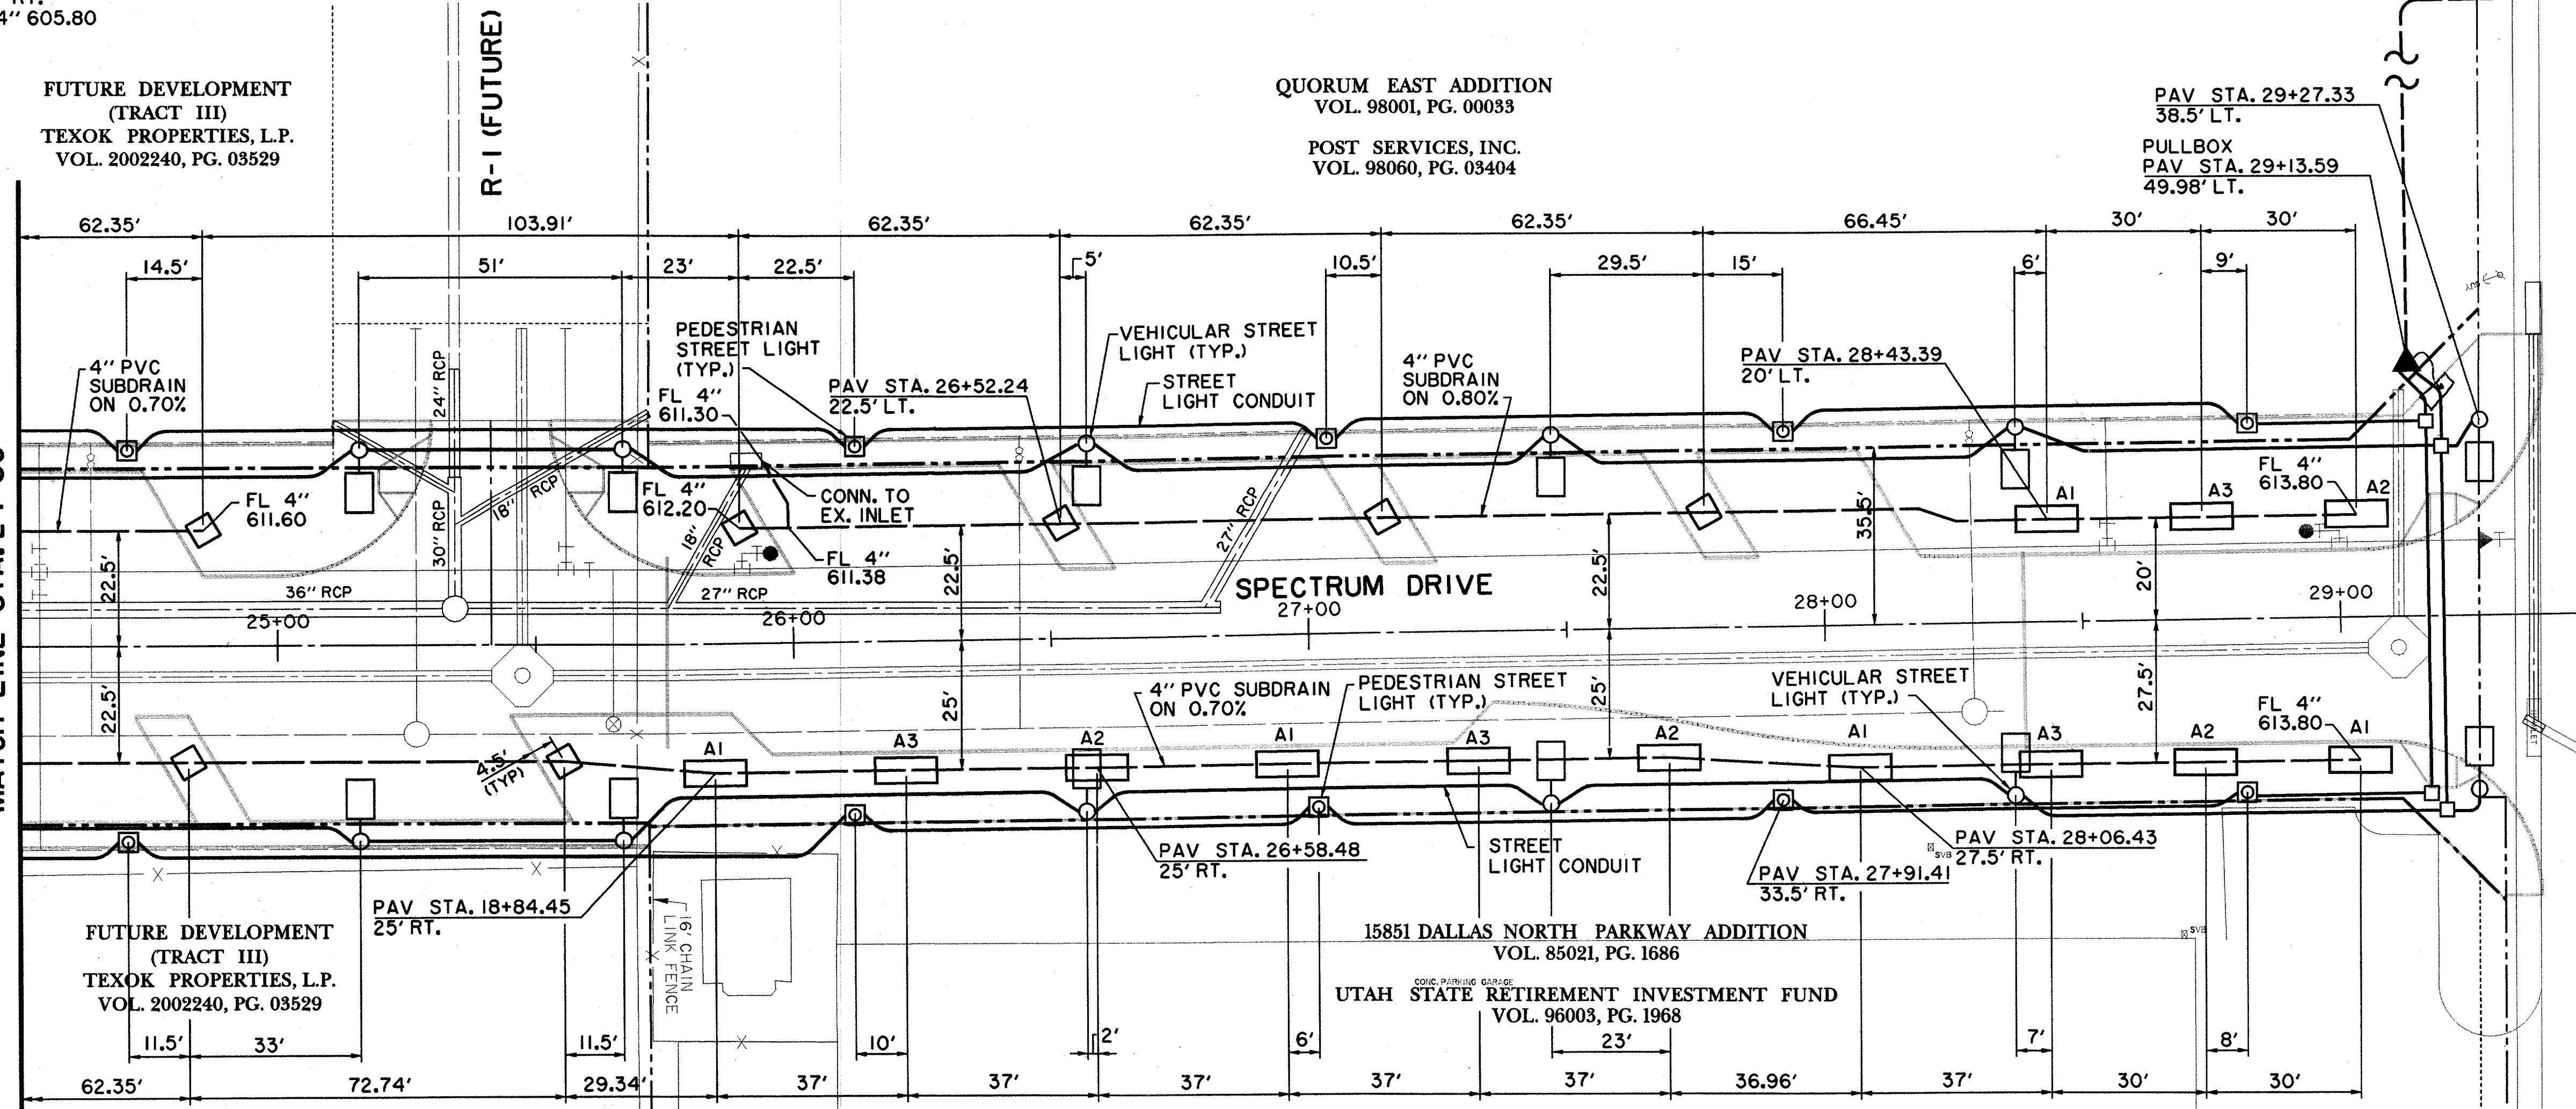 4" 605.80
FUTURE DEVELOPMENT
(TRACT III)
TEXOK PROPERTIES, L.P.
VOL. 2002240, PG. 03529
R-1 (FUTURE)
QUORUM EAST ADDITION
VOL. 98001, PG. 00033
POST SERVICES, INC.
VOL. 98060, PG. 03404
PAV STA. 29+27.33
38.5' LT.
PULLBOX
PAV STA. 29+13.59
49.98' LT.
62.35'
103.91'
62.35'
62.35'
62.35'
66.45'
30'
30'
14.5'
51'
23'
22.5'
5'
10.5'
29.5'
15'
6'
9'
4" PVC
SUBDRAIN
ON 0.70%
24" RCP
PEDESTRIAN
STREET LIGHT
(TYP.)
FL 4"
611.30
PAV STA. 26+52.24
22.5' LT.
VEHICULAR STREET
LIGHT (TYP.)
STREET
LIGHT CONDUIT
4" PVC
SUBDRAIN
ON 0.80%
PAV STA. 28+43.39
20' LT.
FL 4"
611.60
30" RCP
18" RCP
FL 4"
612.20
18" RCP
CONN. TO
EX. INLET
FL 4"
611.38
27" RCP
35.5'
A1
A3
FL 4"
613.80
A2
22.5'
22.5'
22.5'
20'
36" RCP
27" RCP
SPECTRUM DRIVE
25+00
26+00
27+00
28+00
29+00
22.5'
25'
25'
27.5'
4.5'
(TYP)
4" PVC SUBDRAIN
ON 0.70%
PEDESTRIAN STREET
LIGHT (TYP.)
VEHICULAR STREET
LIGHT (TYP.)
FL 4"
613.80
A1
A3
A2
A1
A3
A2
A1
A3
A2
A1
PAV STA. 18+84.45
25' RT.
PAV STA. 26+58.48
25' RT.
STREET
LIGHT CONDUIT
PAV STA. 27+91.41
33.5' RT.
PAV STA. 28+06.43
27.5' RT.
SVB
SVB
FUTURE DEVELOPMENT
(TRACT III)
TEXOK PROPERTIES, L.P.
VOL. 2002240, PG. 03529
16' CHAIN
LINK FENCE
15851 DALLAS NORTH PARKWAY ADDITION
VOL. 85021, PG. 1686
CONC. PARKING GARAGE
UTAH STATE RETIREMENT INVESTMENT FUND
VOL. 96003, PG. 1968
11.5'
33'
11.5'
10'
2'
6'
23'
7'
8'
62.35'
72.74'
29.34'
37'
37'
37'
37'
37'
36.96'
37'
30'
30'